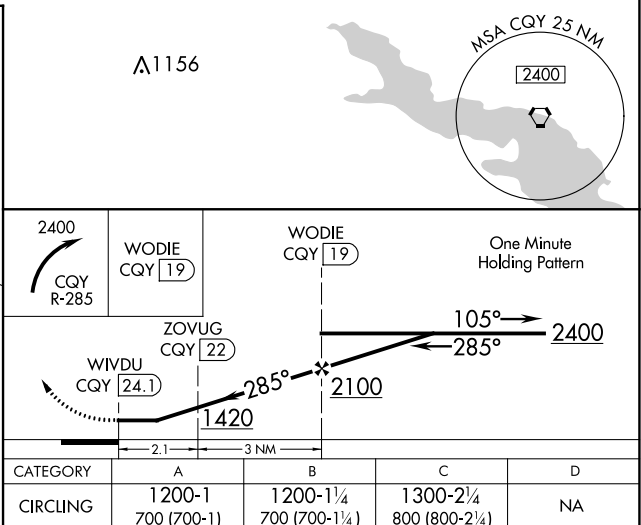 1156
MSA CQY 25 NM
2400
2400
CQY
R-285
WODIE
CQY 19
WODIE
CQY 19
One Minute
Holding Pattern
105°
285°
2400
ZOVUG
CQY 22
WIVDU
CQY 24.1
285°
2100
1420
2.1
3 NM
CATEGORY A B C D
CIRCLING 1200-1 1200-1¼ 1300-2¼ NA
700 (700-1) 700 (700-1¼) 800 (800-2¼)